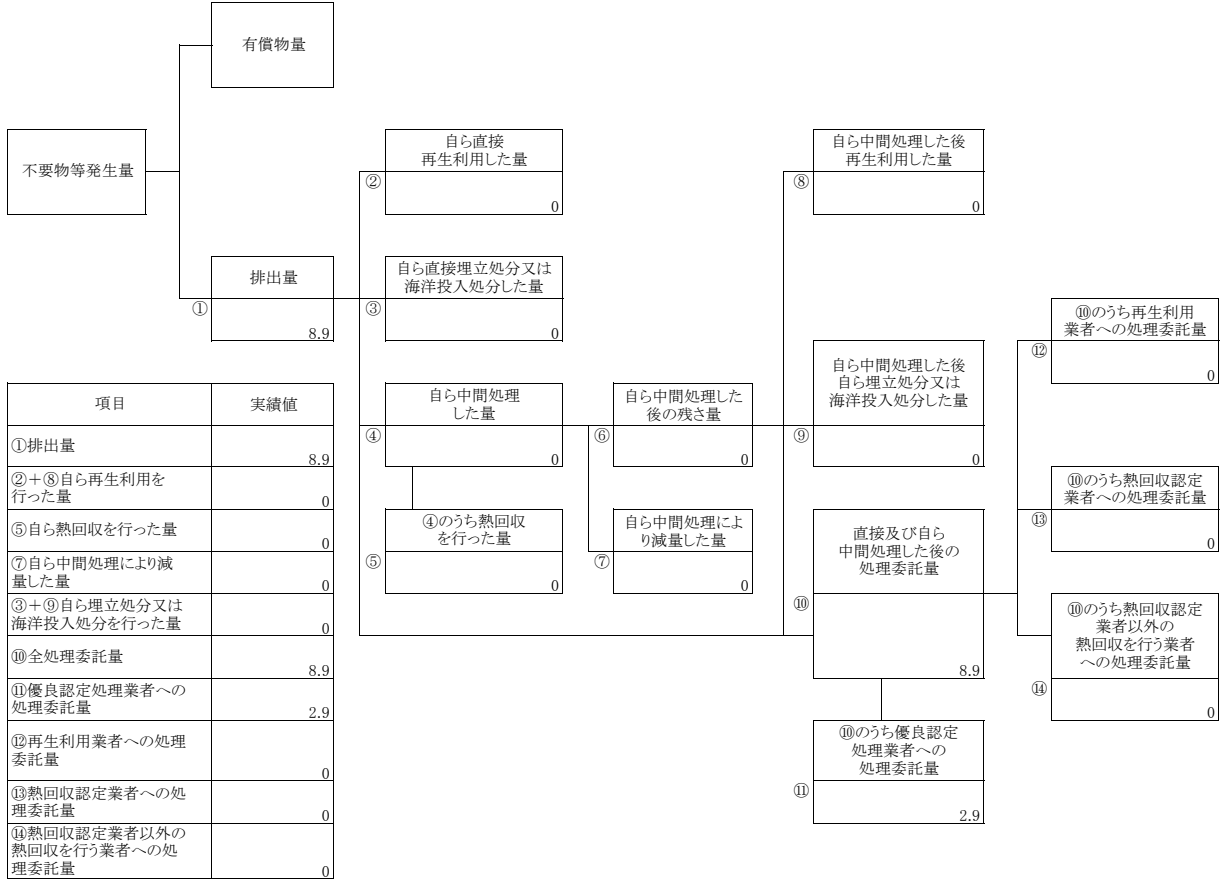 有償物量
不要物等発生量
自ら直接
再生利用した量
②
0
自ら中間処理した後
再生利用した量
⑧
0
排出量
①
8.9
自ら直接埋立処分又は
海洋投入処分した量
③
0
⑩のうち再生利用
業者への処理委託量
⑫
0
自ら中間処理した後
自ら埋立処分又は
海洋投入処分した量
⑨
0
自ら中間処理
した量
④
0
自ら中間処理した
後の残さ量
⑥
0
⑩のうち熱回収認定
業者への処理委託量
⑬
0
④のうち熱回収
を行った量
⑤
0
自ら中間処理によ
り減量した量
⑦
0
直接及び自ら
中間処理した後の
処理委託量
⑩
8.9
⑩のうち熱回収認定
業者以外の
熱回収を行う業者
への処理委託量
⑭
0
⑩のうち優良認定
処理業者への
処理委託量
⑪
2.9
項目 実績値
①排出量
8.9
②＋⑧自ら再生利用を
行った量
0
⑤自ら熱回収を行った量
0
⑦自ら中間処理により減
量した量
0
③＋⑨自ら埋立処分又は
海洋投入処分を行った量
0
⑩全処理委託量
8.9
⑪優良認定処理業者への
処理委託量
2.9
⑫再生利用業者への処理
委託量
0
⑬熱回収認定業者への処
理委託量
0
⑭熱回収認定業者以外の
熱回収を行う業者への処
理委託量
0